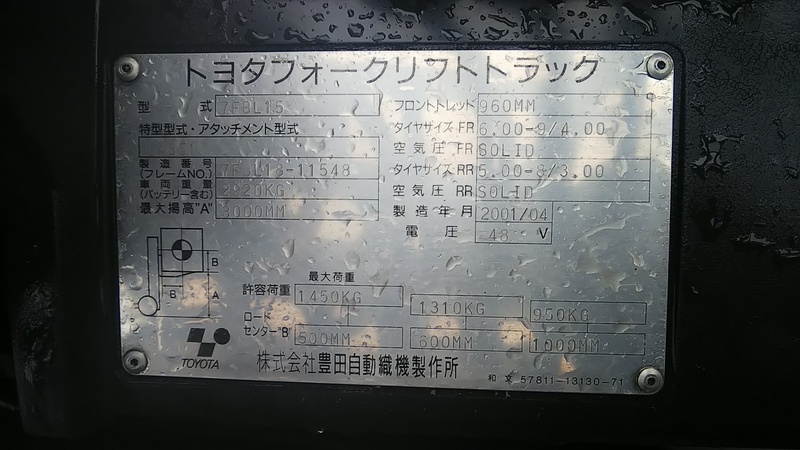 トヨタフォークリフトトラック
型 式 7FBL15
特型型式・アタッチメント型式
製造番号
(フレームNO.) 7FBL18-11548
車両重量
(バッテリー含む) 2920KG
最大揚高"A" 3000MM
フロントトレッド 960MM
タイヤサイズ FR 6.00-9/4.00
空気圧 FR SOLID
タイヤサイズ RR 5.00-8/3.00
空気圧 RR SOLID
製造年月 2001/04
電 圧 48 V
B
B A
最大荷重
許容荷重 1450KG 1310KG 950KG
ロード
センター"B" 500MM 600MM 1000MM
TOYOTA
株式会社豊田自動織機製作所
和文 57811-13130-71